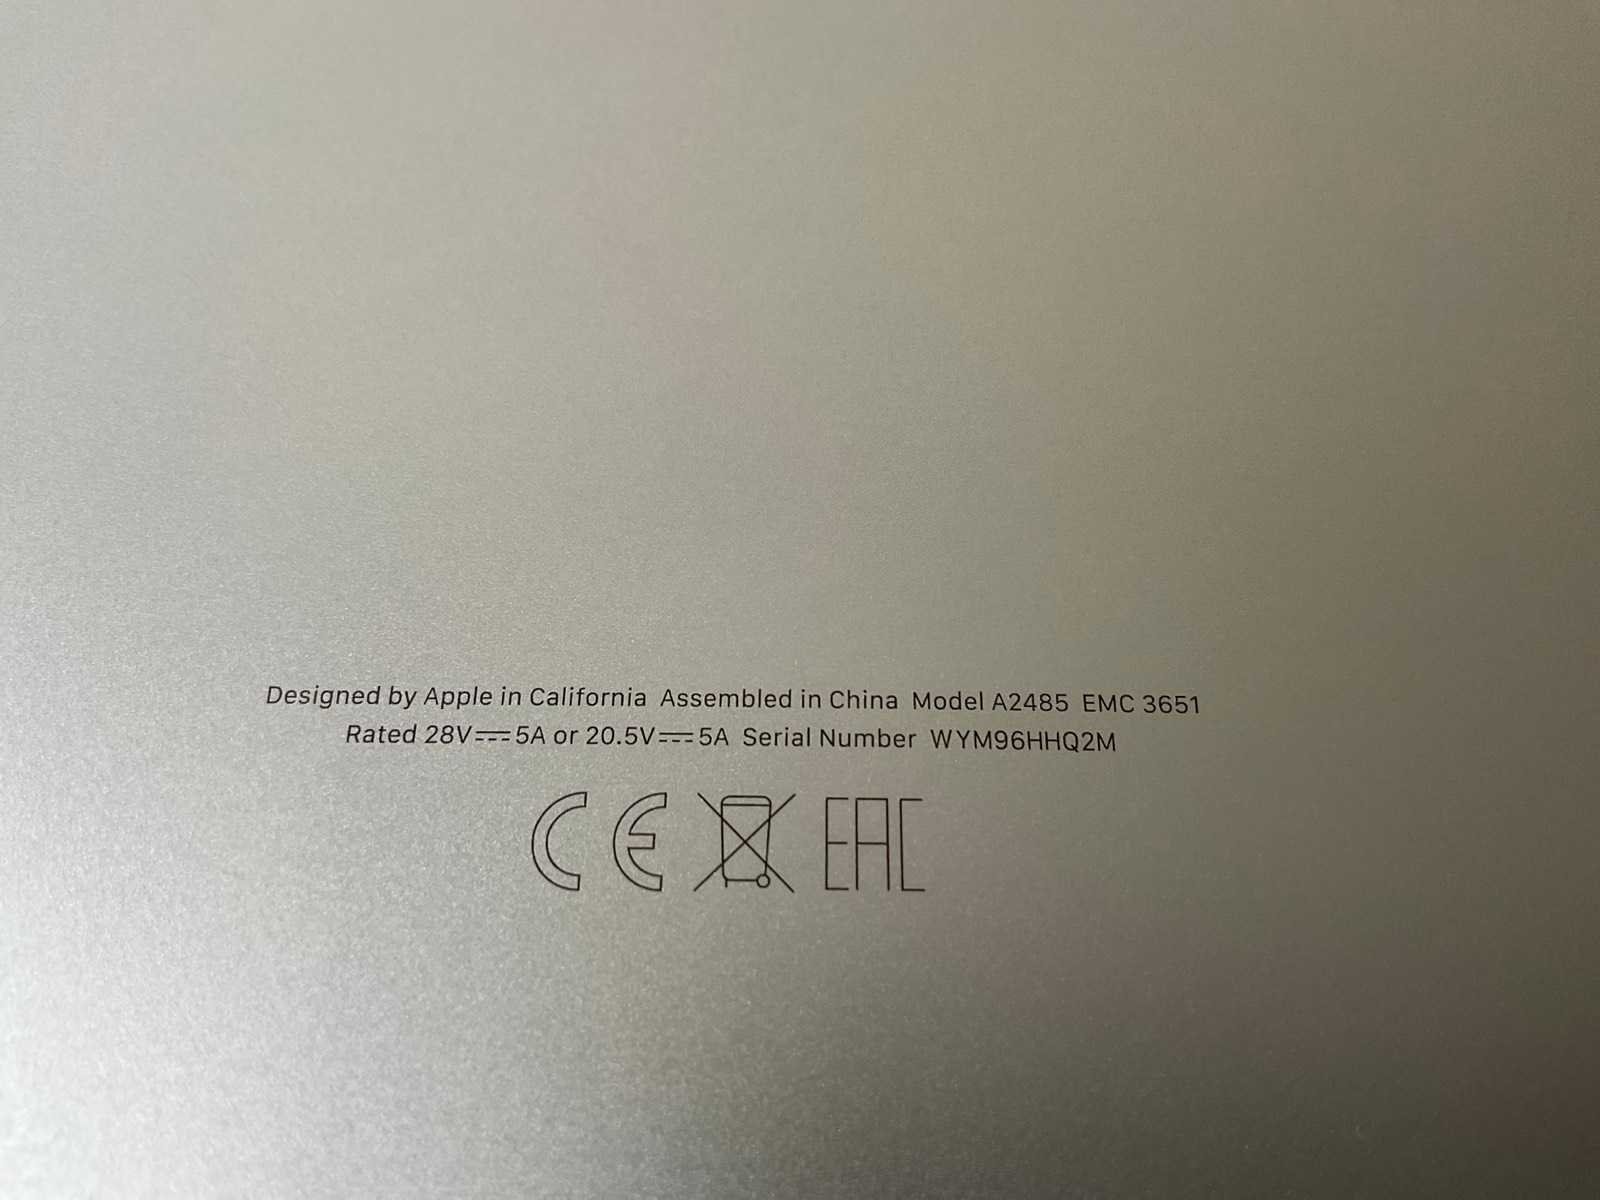 Designed by Apple in California Assembled in China Model A2485 EMC 3651
Rated 28V⎓5A or 20.5V⎓5A Serial Number WYM96HHQ2M
CE EAC